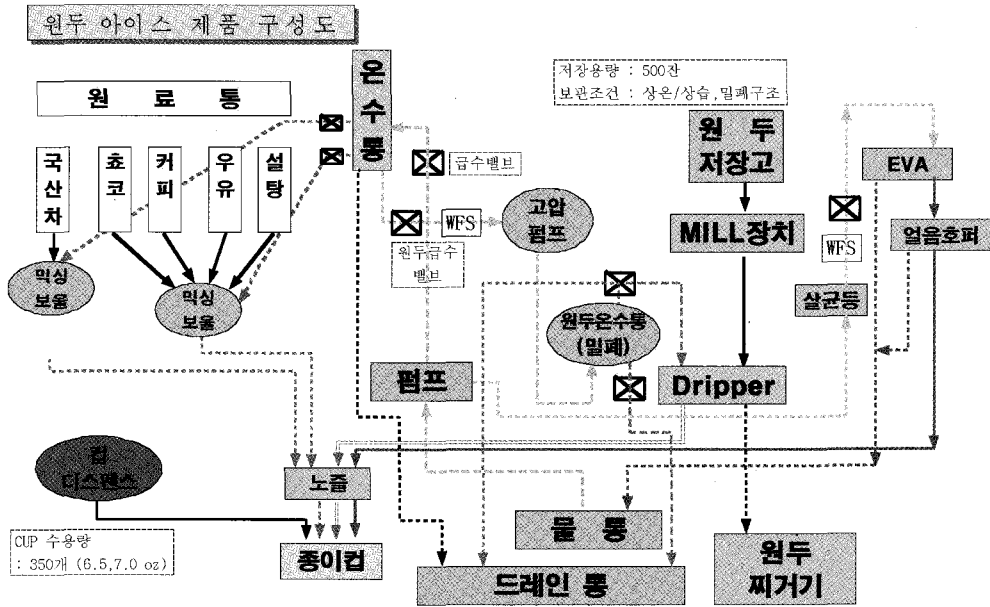 원두 아이스 제품 구성도
온수통
저장용량 : 500잔
보관조건 : 상온/상습,밀폐구조
원 료 통
원 두
저장고
급수밸브
EVA
국산차
쵸코
커피
우유
설탕
WFS
고압
펌프
MILL장치
WFS
얼음호퍼
원두급수
밸브
믹싱
보울
믹싱
보울
살균등
원두온수통
(밀폐)
펌프
Dripper
컵
디스펜스
노즐
물 통
CUP 수용량
: 350개 (6.5,7.0 oz)
종이컵
드레인 통
원두
찌거기